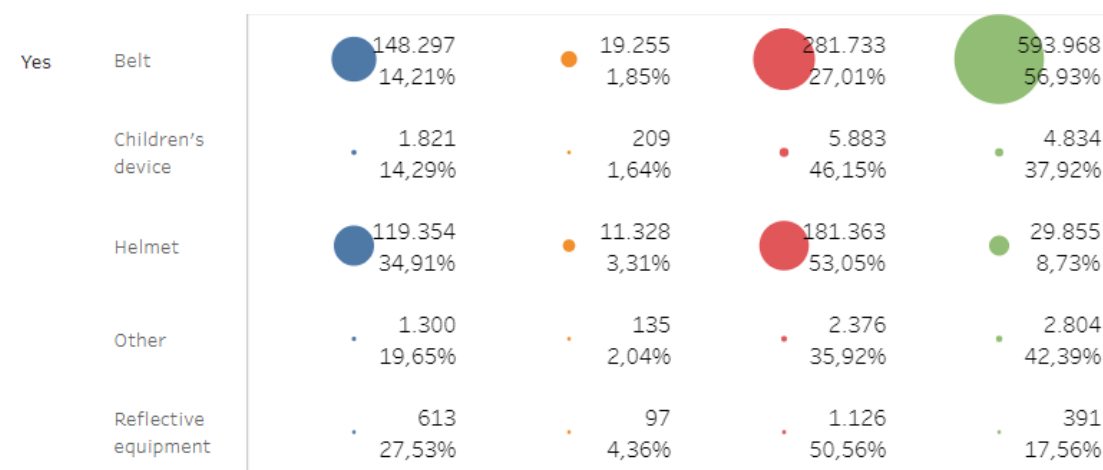 Yes Belt 148.297 19.255 281.733 593.968
14,21% 1,85% 27,01% 56,93%
Children's 1.821 209 5.883 4.834
device 14,29% 1,64% 46,15% 37,92%
Helmet 119.354 11.328 181.363 29.855
34,91% 3,31% 53,05% 8,73%
Other 1.300 135 2.376 2.804
19,65% 2,04% 35,92% 42,39%
Reflective 613 97 1.126 391
equipment 27,53% 4,36% 50,56% 17,56%